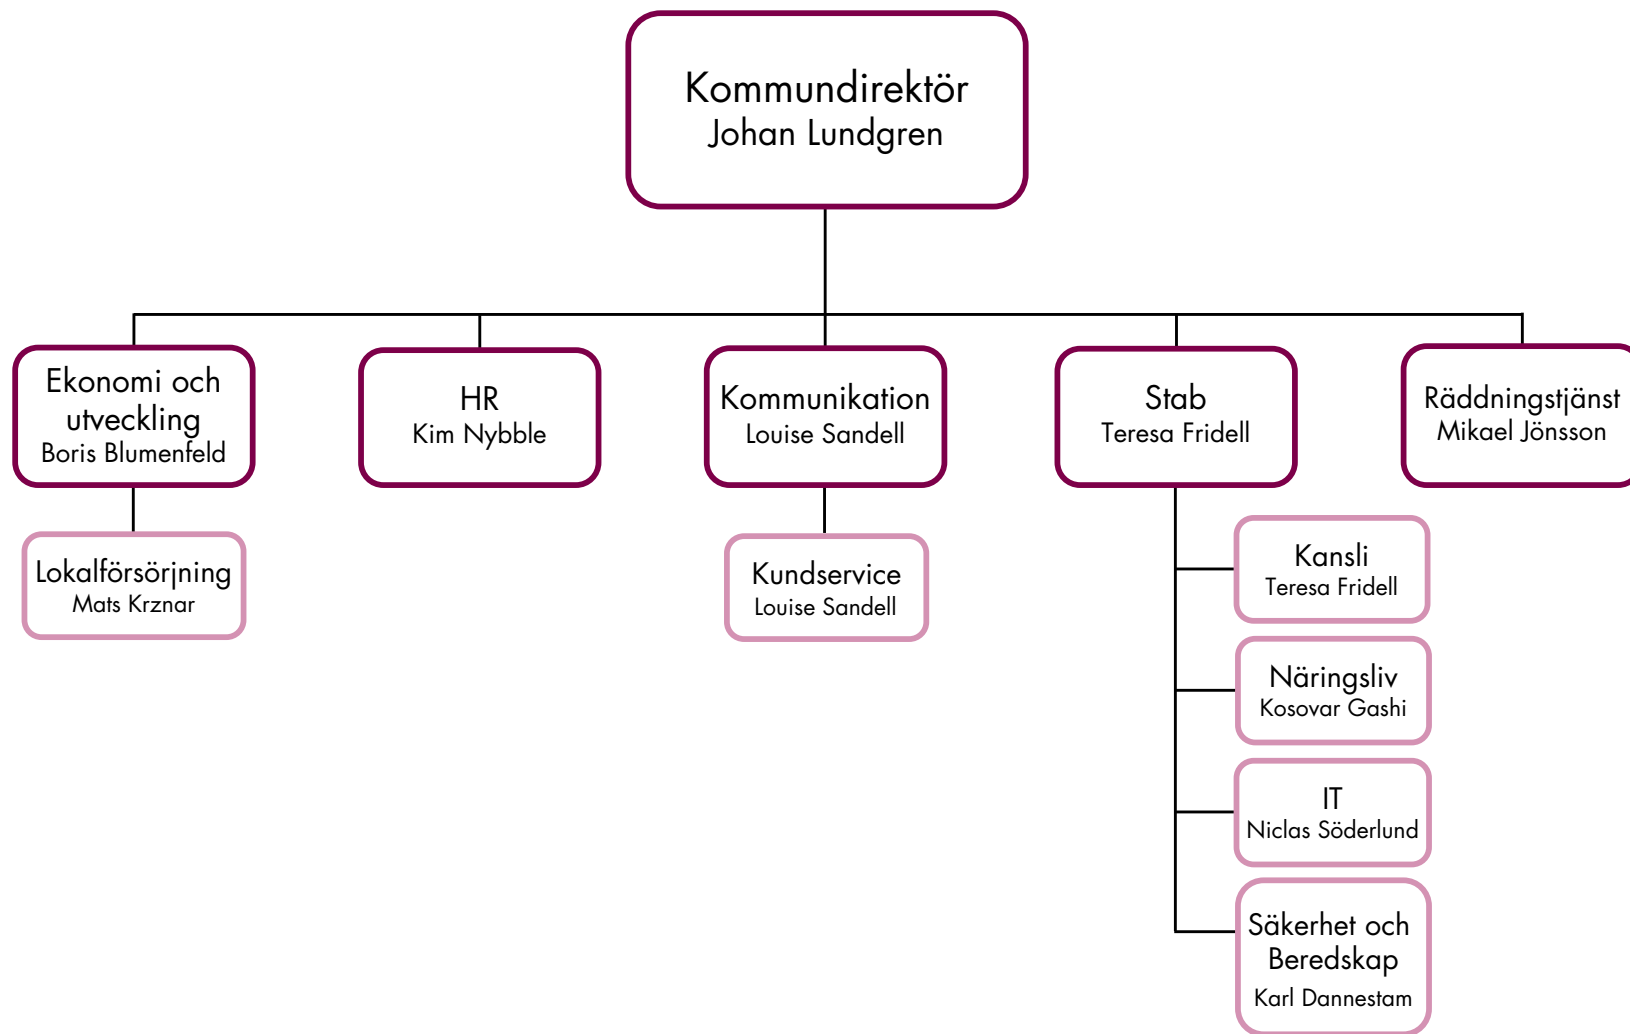 Kommundirektör
Johan Lundgren
Ekonomi och
utveckling
Boris Blumenfeld
HR
Kim Nybble
Kommunikation
Louise Sandell
Stab
Teresa Fridell
Räddningstjänst
Mikael Jönsson
Lokalförsörjning
Mats Krznar
Kundservice
Louise Sandell
Kansli
Teresa Fridell
Näringsliv
Kosovar Gashi
IT
Niclas Söderlund
Säkerhet och
Beredskap
Karl Dannestam